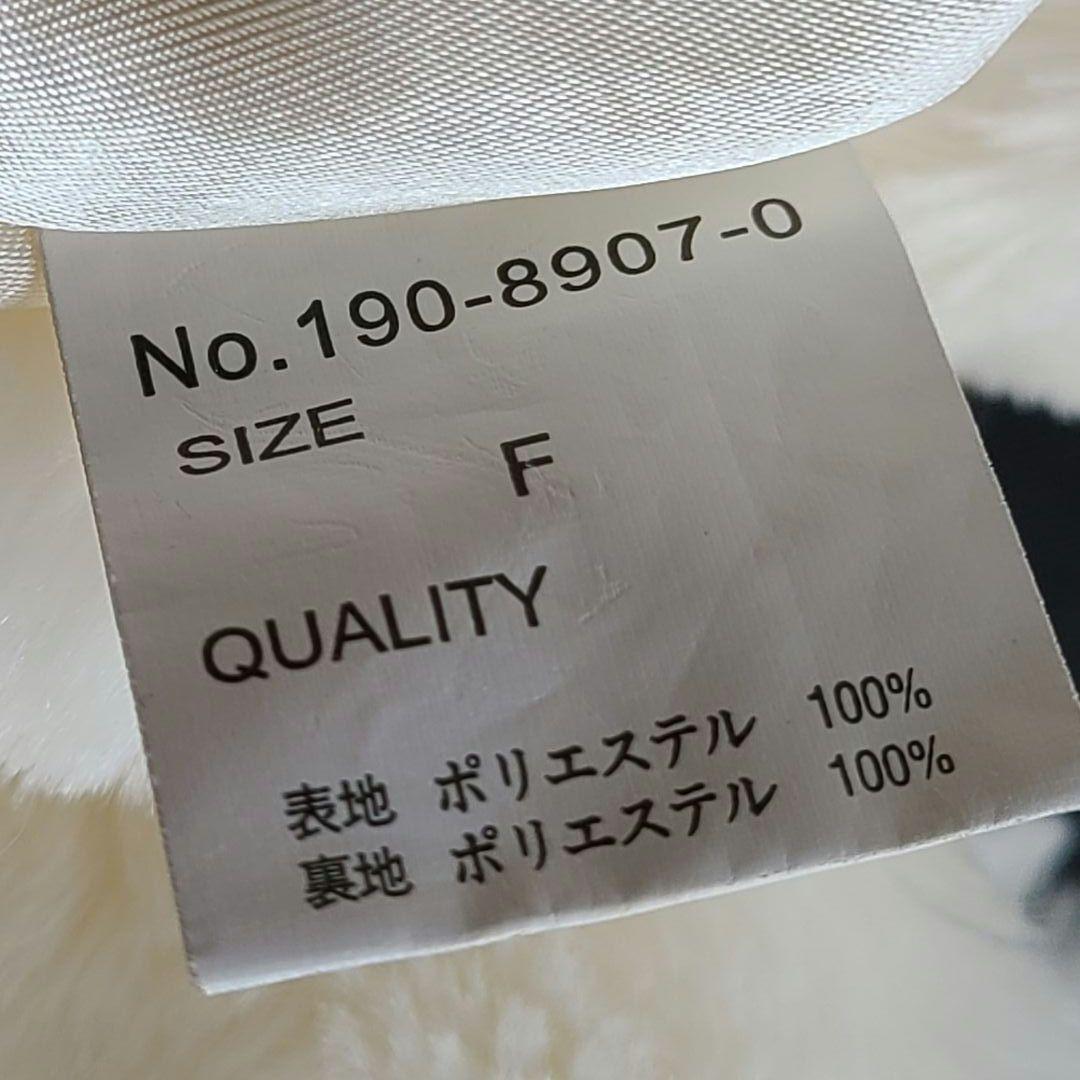 No.190-8907-0
SIZE
F
QUALITY
表地 ポリエステル 100%
裏地 ポリエステル 100%